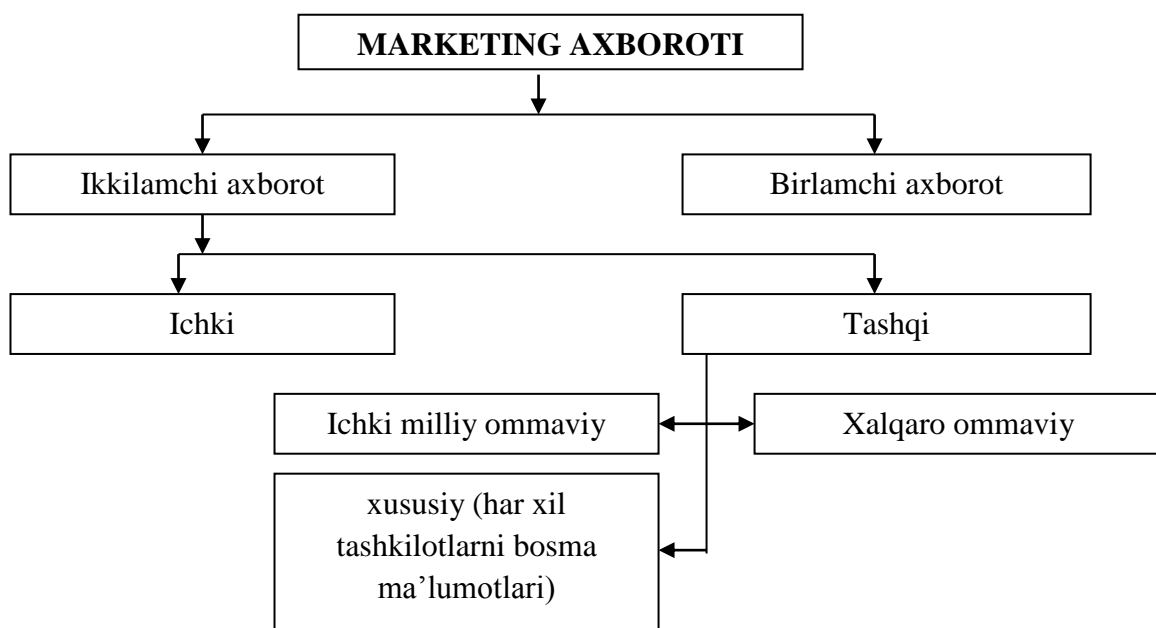 MARKETING AXBOROTI
Ikkilamchi axborot
Birlamchi axborot
Ichki
Tashqi
Ichki milliy ommaviy
Xalqaro ommaviy
xususiy (har xil
tashkilotlarni bosma
ma’lumotlari)